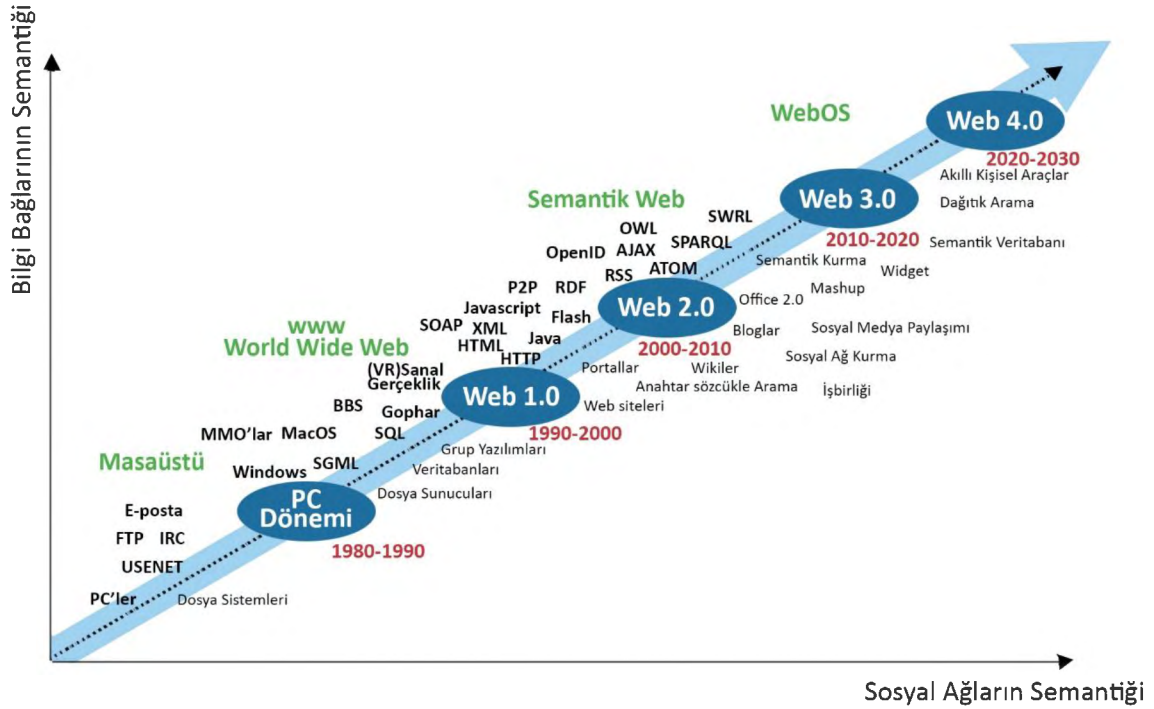 Bilgi Bağlarının Semantiği
WebOS
Web 4.0
2020-2030
Akıllı Kişisel Araçlar
Dağıtık Arama
Semantik Veritabanı
Web 3.0
2010-2020
Semantik Kurma
Widget
Mashup
Semantik Web
SWRL
OWL
OpenID
AJAX
SPARQL
RSS
ATOM
Web 2.0
2000-2010
Office 2.0
Bloglar
Sosyal Medya Paylaşımı
Sosyal Ağ Kurma
Wikiler
Portallar
Anahtar sözcükle Arama
İşbirliği
P2P
RDF
Javascript
Flash
SOAP
XML
Java
HTML
HTTP
www
World Wide Web
(VR)Sanal
Gerçeklik
Web 1.0
1990-2000
Web siteleri
BBS
Gophar
MMO'lar
MacOS
SQL
Grup Yazılımları
Veritabanları
Dosya Sunucuları
Masaüstü
Windows
SGML
PC
Dönemi
1980-1990
E-posta
FTP
IRC
USENET
PC'ler
Dosya Sistemleri
Sosyal Ağların Semantiği